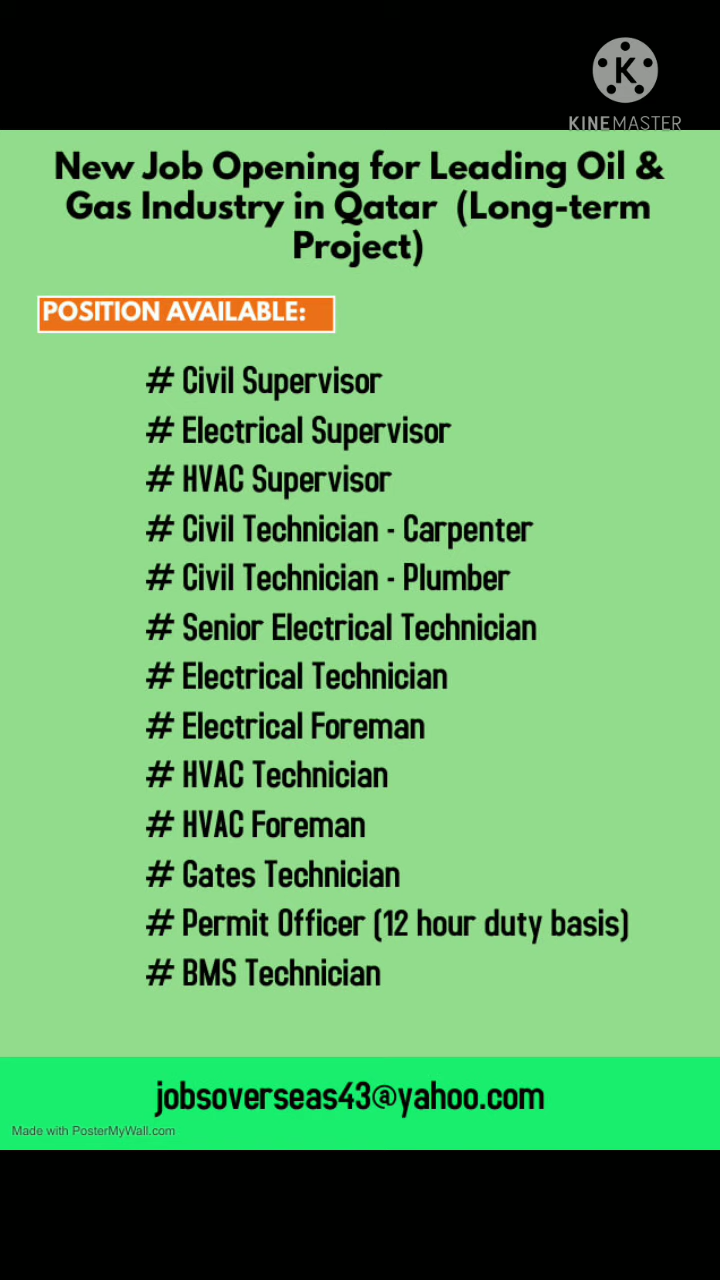 K
KINEMASTER
New Job Opening for Leading Oil &
Gas Industry in Qatar (Long-term
Project)
POSITION AVAILABLE:
# Civil Supervisor
# Electrical Supervisor
# HVAC Supervisor
# Civil Technician - Carpenter
# Civil Technician - Plumber
# Senior Electrical Technician
# Electrical Technician
# Electrical Foreman
# HVAC Technician
# HVAC Foreman
# Gates Technician
# Permit Officer (12 hour duty basis)
# BMS Technician
jobsoverseas43@yahoo.com
Made with PosterMyWall.com